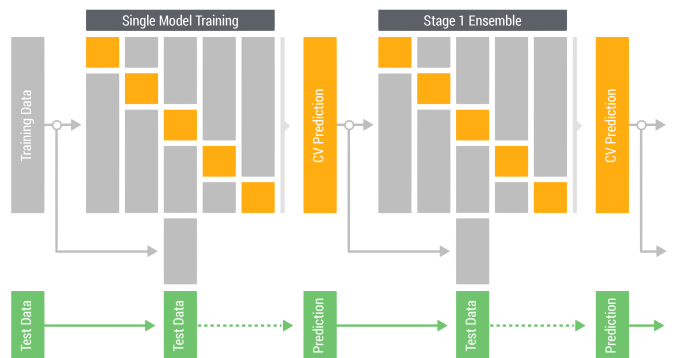 Single Model Training
Stage 1 Ensemble
Training Data
CV Prediction
CV Prediction
Test Data
Test Data
Prediction
Test Data
Prediction